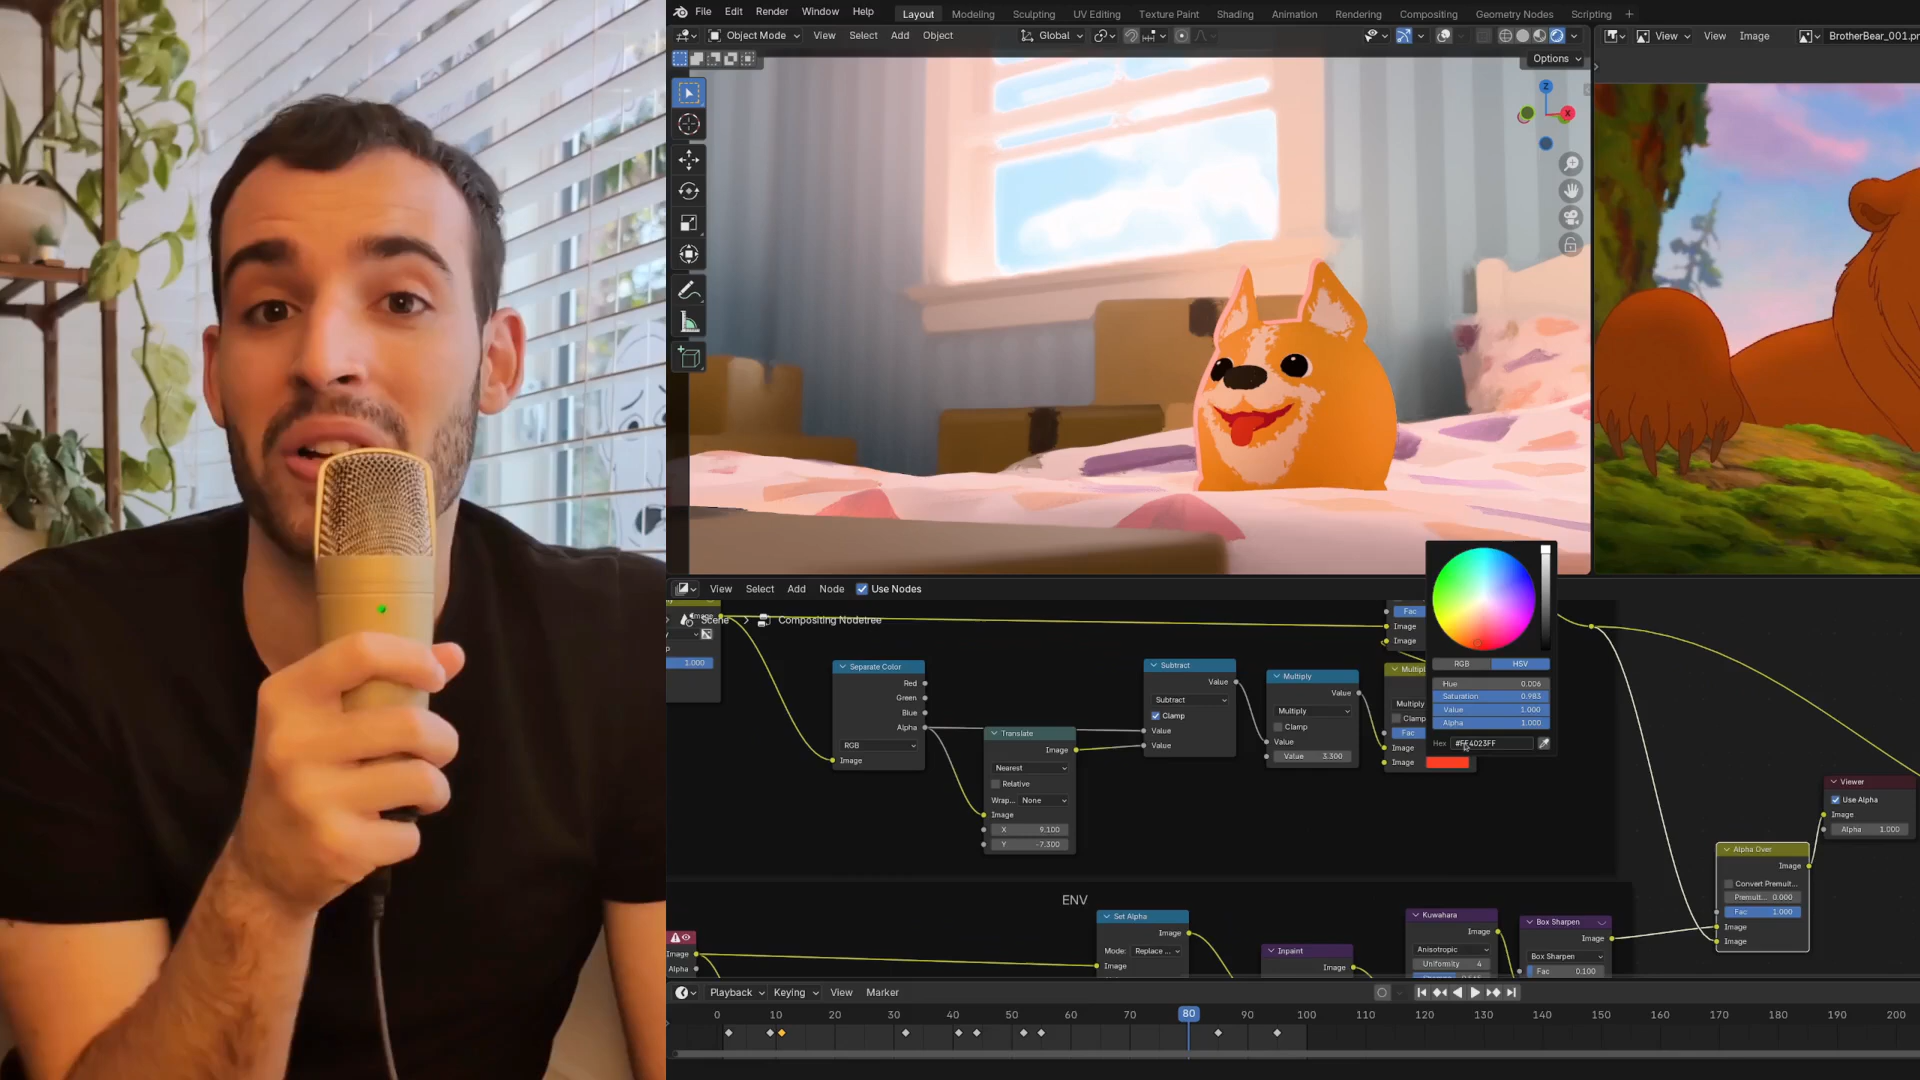 File Edit Render Window Help Layout Modeling Sculpting UV Editing Texture Paint Shading Animation Rendering Compositing Geometry Nodes Scripting +
Object Mode View Select Add Object Global
View View Image BrotherBear_001.pr
Options
Z
X
View Select Add Node Use Nodes
Scene > Compositing Nodetree
1.000
Separate Color
Red
Green
Blue
Alpha
RGB
Image
Translate
Image
Nearest
Relative
Wrap... None
Image
X 9.100
Y -7.300
Subtract
Value
Subtract
Clamp
Value
Value
Multiply
Value
Multiply
Clamp
Value
Value 3.300
Fac
Image
Image
Multipl
Multiply
Clamp
Fac
Image
Image
RGB HSV
Hue 0.006
Saturation 0.983
Value 1.000
Alpha 1.000
Hex #FF4023FF
Viewer
Use Alpha
Image
Alpha 1.000
Alpha Over
Image
Convert Premult...
Premult... 0.000
Fac 1.000
Image
Image
ENV
Image
Alpha
Set Alpha
Image
Mode: Replace ...
Image
Inpaint
Image
Kuwahara
Image
Anisotropic
Uniformity 4
Box Sharpen
Image
Box Sharpen
Fac 0.100
Playback Keying View Marker
0 10 20 30 40 50 60 70 80 90 100 110 120 130 140 150 160 170 180 190 200